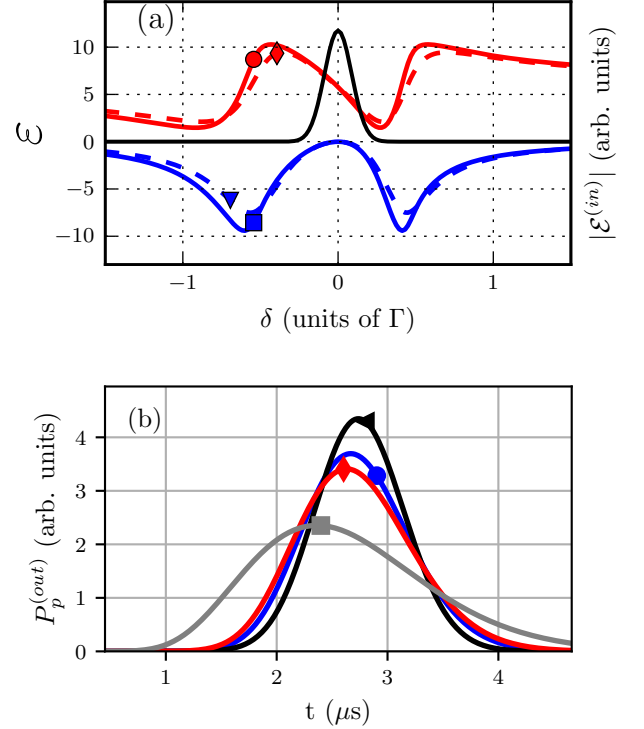 (a)
10
5
0
−5
−10
ℰ
|ℰ^(in)| (arb. units)
−1
0
1
δ (units of Γ)
(b)
4
3
2
1
0
P_p^(out) (arb. units)
1
2
3
4
t (μs)